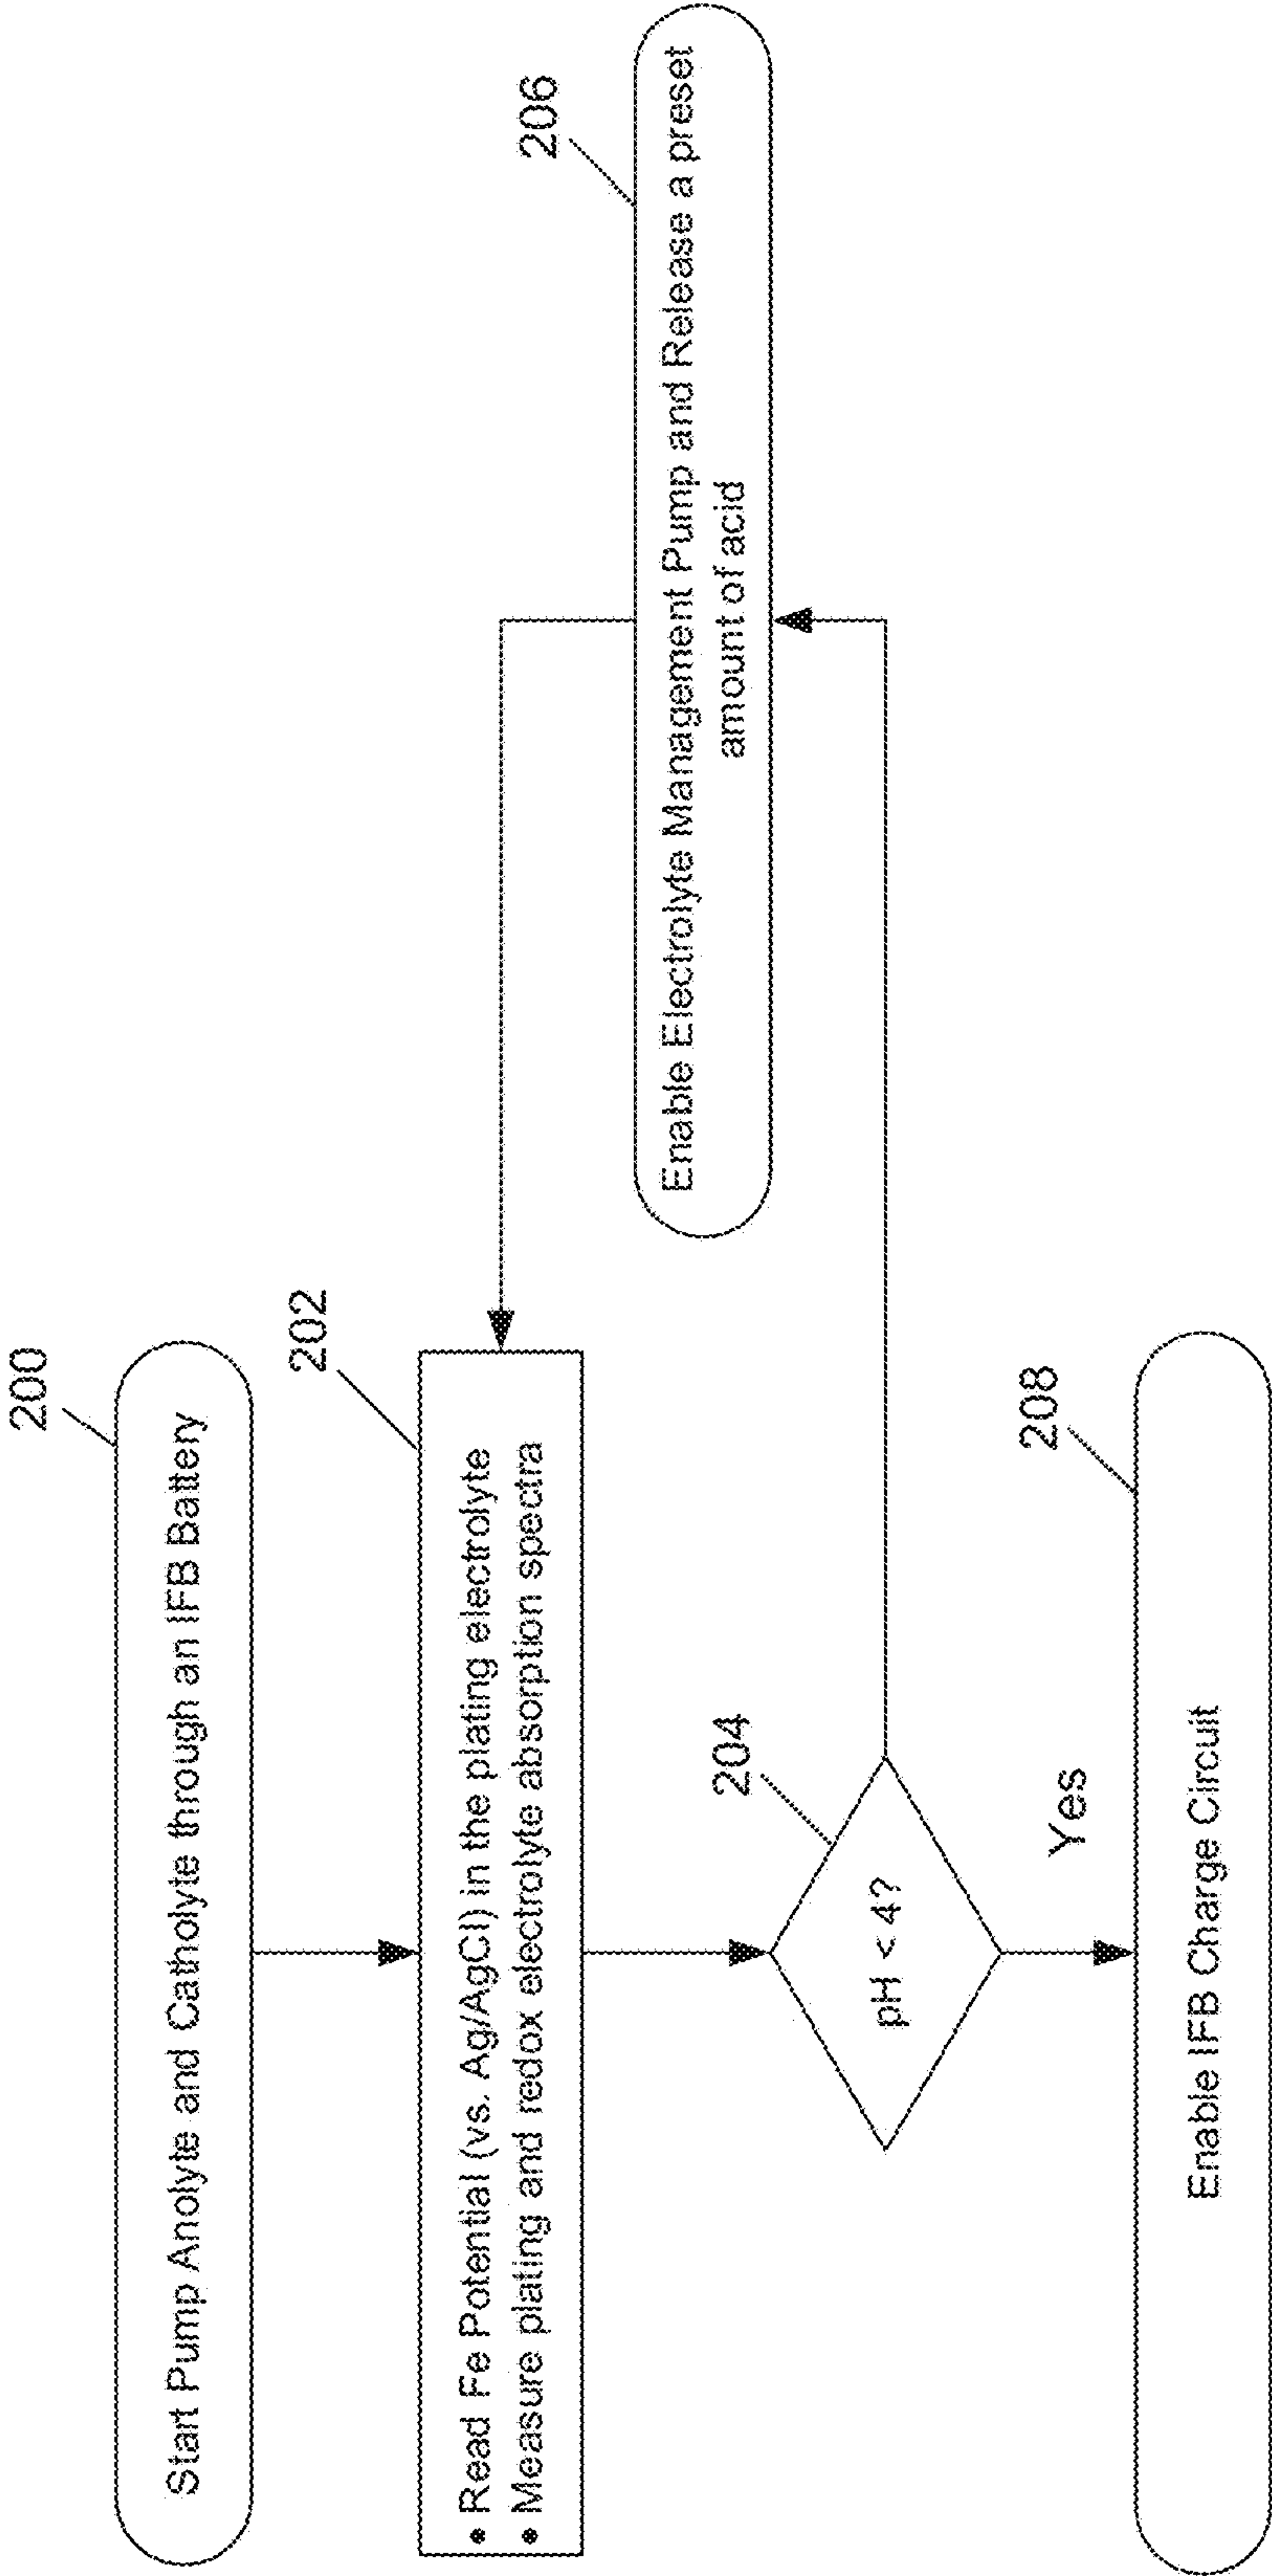 200
Start Pump Anolyte and Catholyte through an IFB Battery
202
• Read Fe Potential (vs. Ag/AgCl) in the plating electrolyte
• Measure plating and redox electrolyte absorption spectra
204
pH < 4?
206
Enable Electrolyte Management Pump and Release a preset
amount of acid
Yes
208
Enable IFB Charge Circuit